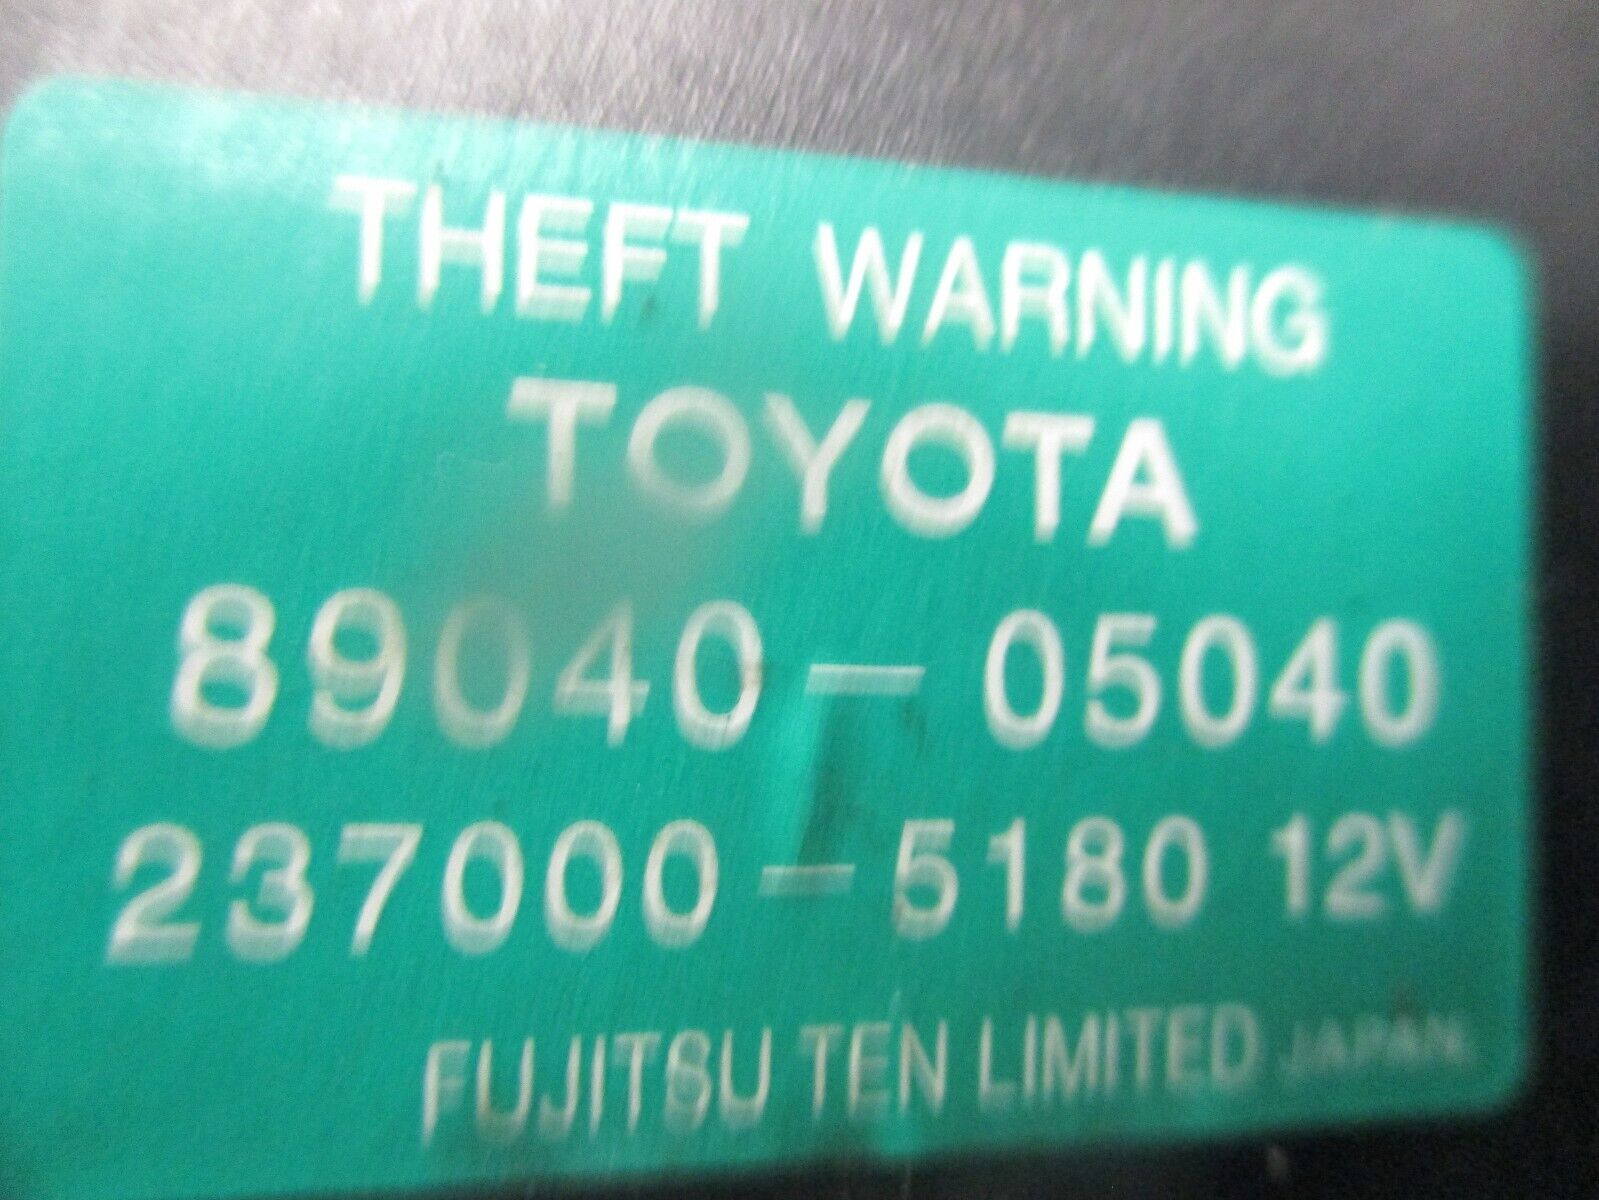 THEFT WARNING
TOYOTA
89040-05040
237000-5180 12V
FUJITSU TEN LIMITED JAPAN